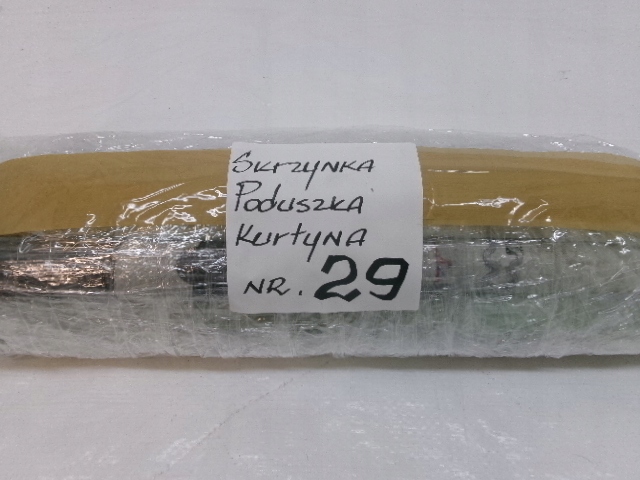 Skrzynka
Poduszka
Kurtyna
NR. 29